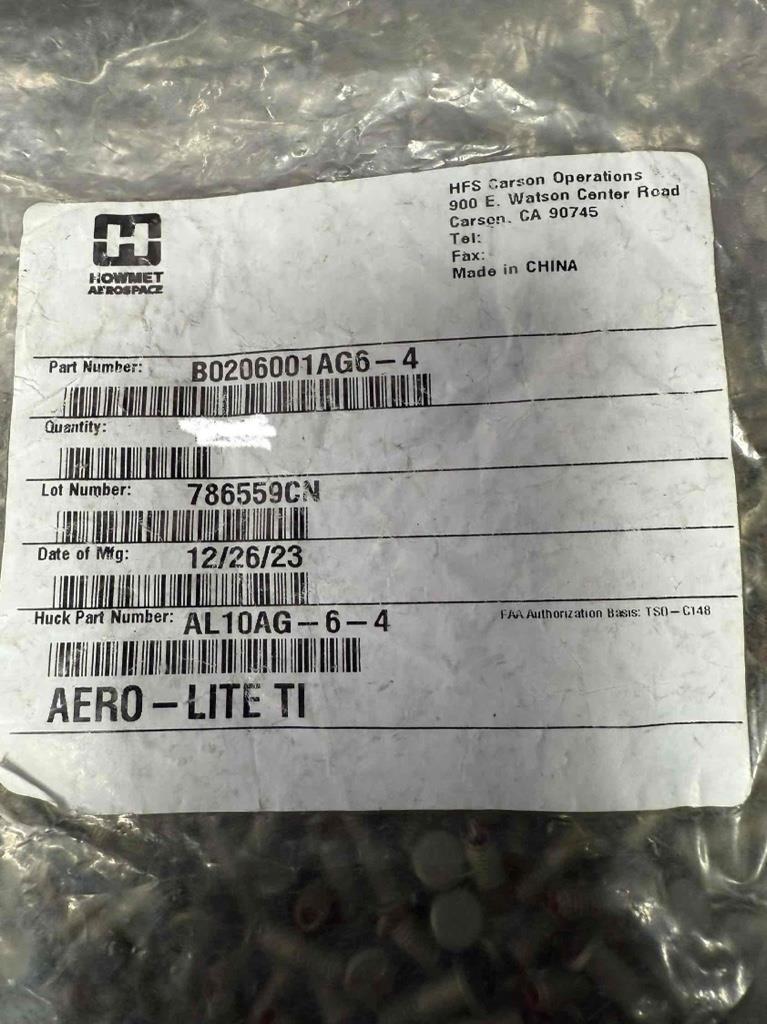 HFS Carson Operations
900 E. Watson Center Road
Carson, CA 90745
Tel:
Fax:
Made in CHINA
H
HOWMET
AEROSPACE
Part Number: B0206001AG6-4
Quantity:
Lot Number: 786559CN
Date of Mfg: 12/26/23
Huck Part Number: AL10AG-6-4
FAA Authorization Basis: TSO-C148
AERO-LITE TI